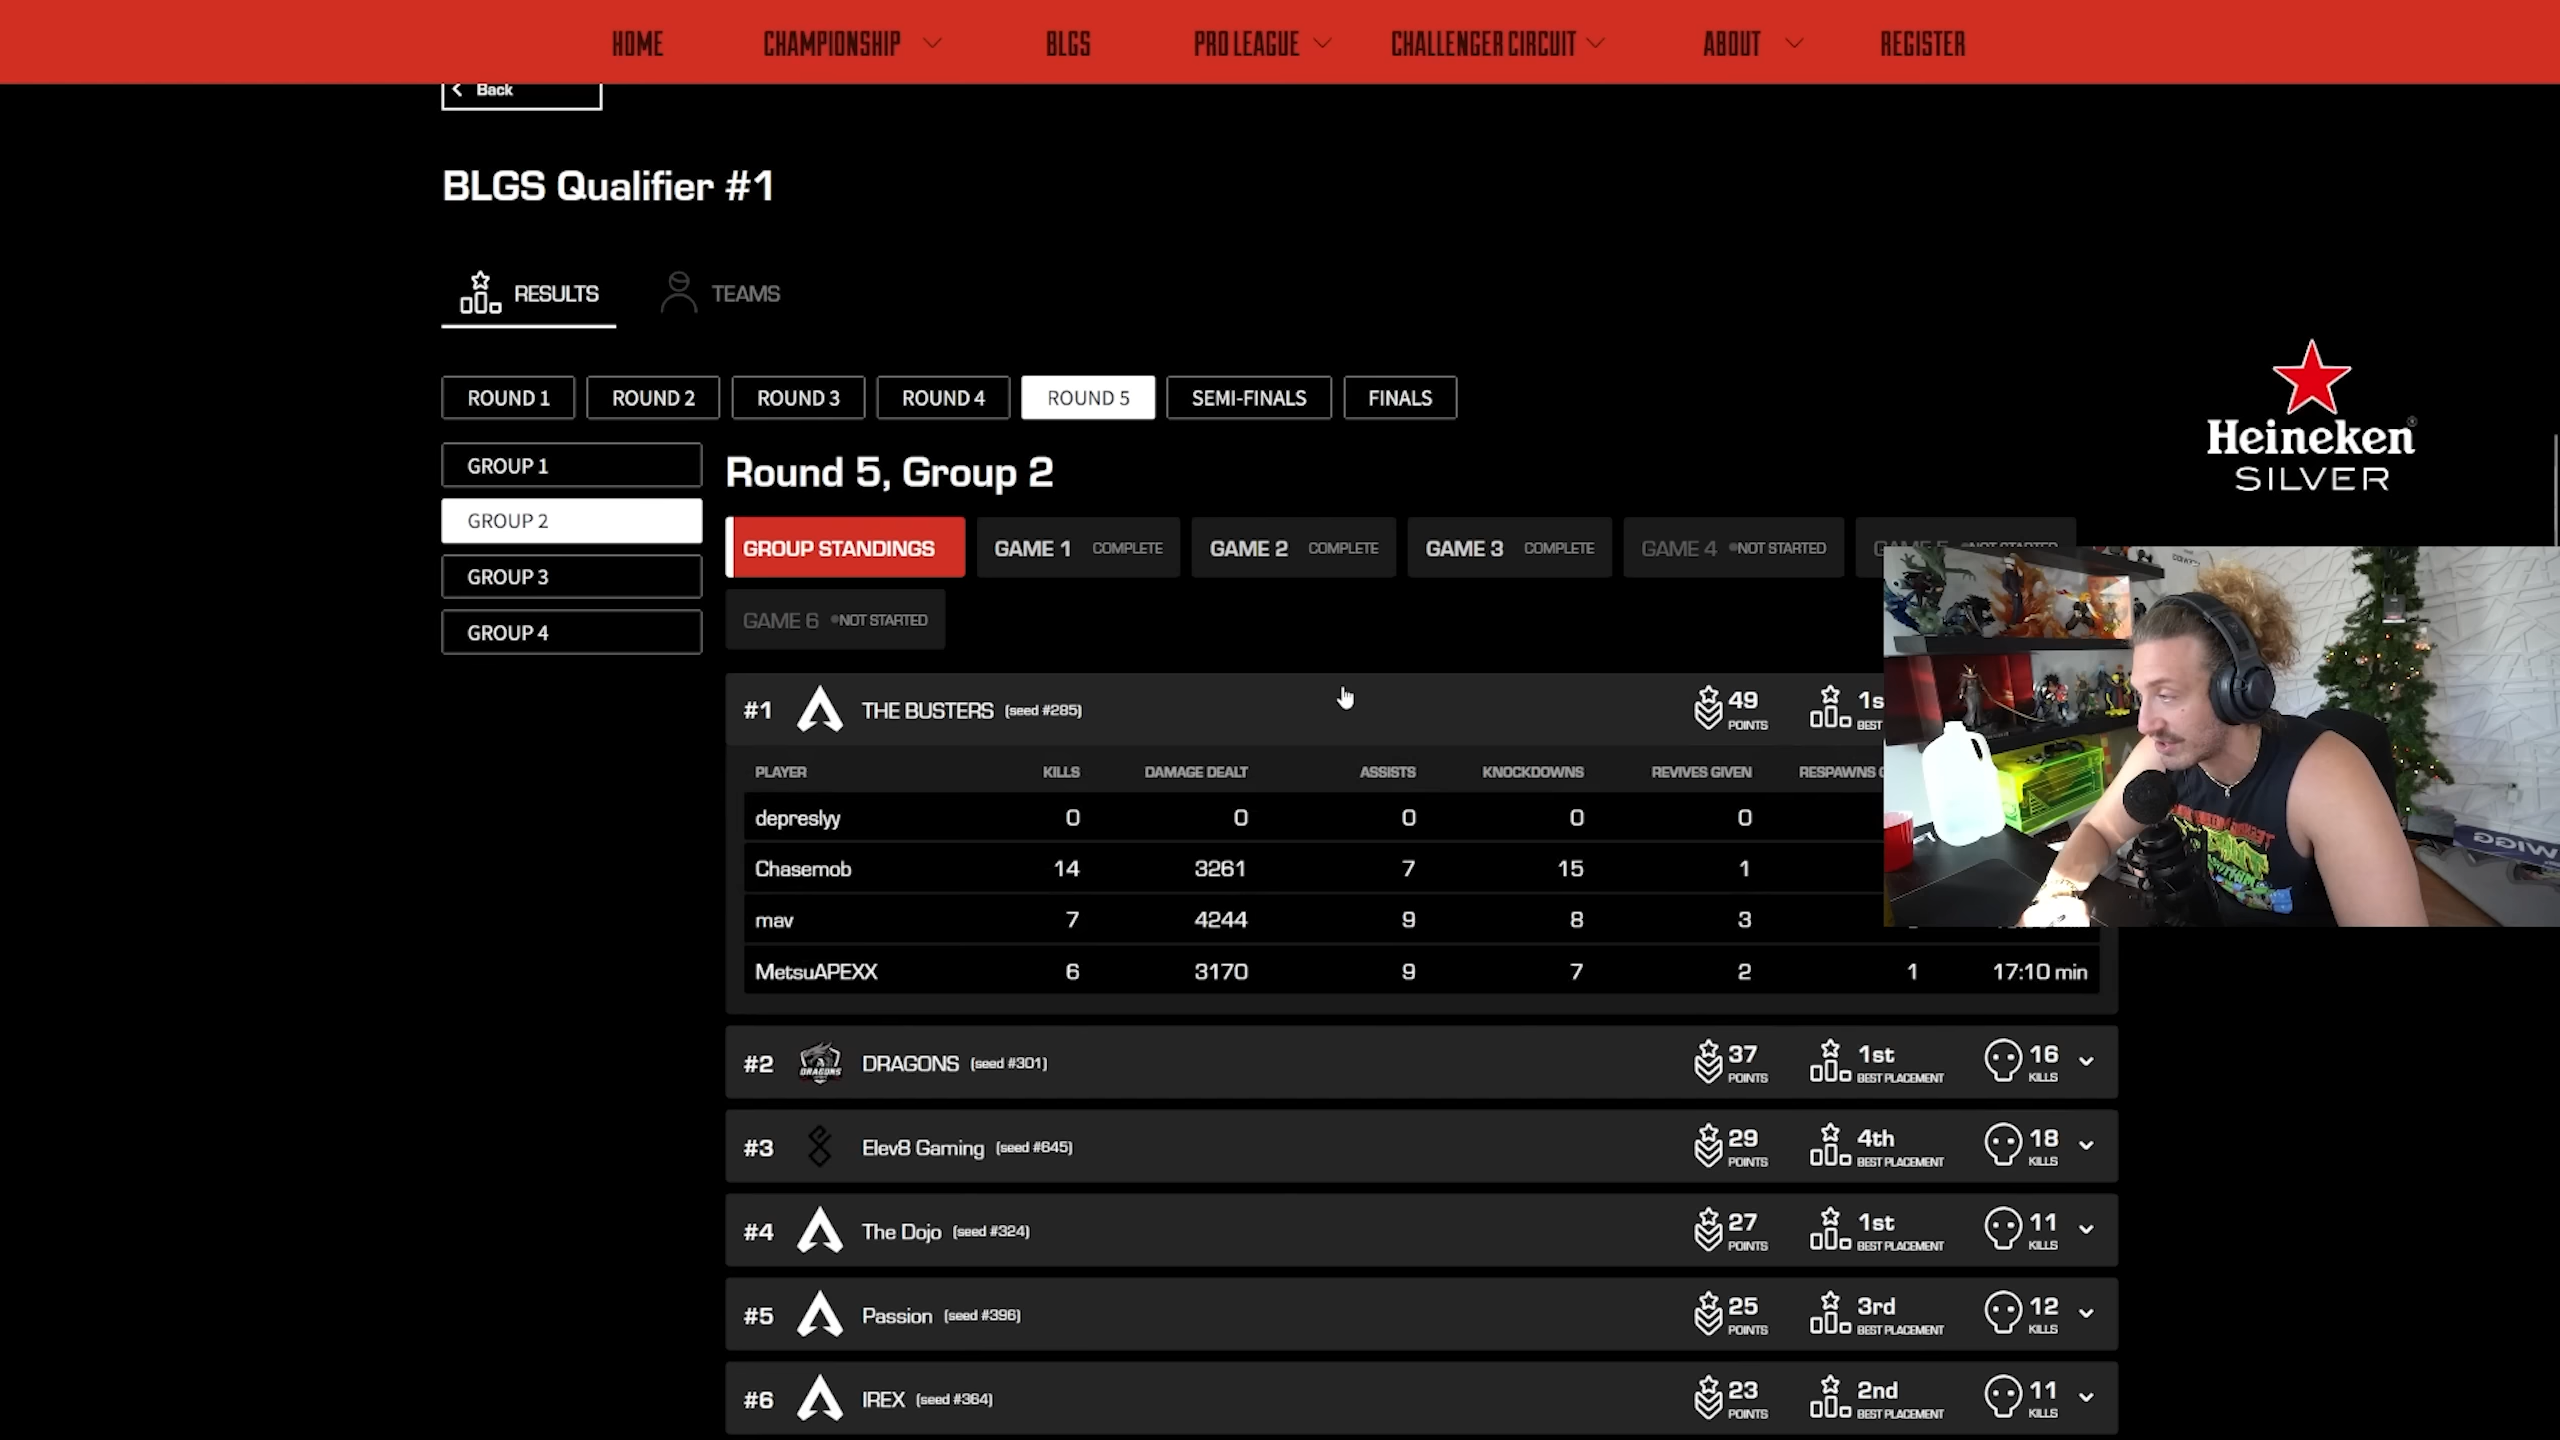 HOME CHAMPIONSHIP BLGS PRO LEAGUE CHALLENGER CIRCUIT ABOUT REGISTER
Back
BLGS Qualifier #1
RESULTS TEAMS
ROUND 1 ROUND 2 ROUND 3 ROUND 4 ROUND 5 SEMI-FINALS FINALS
Heineken®
SILVER
GROUP 1
GROUP 2
GROUP 3
GROUP 4
Round 5, Group 2
GROUP STANDINGS GAME 1 COMPLETE GAME 2 COMPLETE GAME 3 COMPLETE GAME 4 NOT STARTED GAME 5 NOT STARTED
GAME 6 NOT STARTED
#1 THE BUSTERS (seed #285) 49 POINTS 1s BEST
PLAYER KILLS DAMAGE DEALT ASSISTS KNOCKDOWNS REVIVES GIVEN RESPAWNS
depreslyy 0 0 0 0 0
Chasemob 14 3261 7 15 1
mav 7 4244 9 8 3
MetsuAPEXX 6 3170 9 7 2 1 17:10 min
#2 DRAGONS DRAGONS (seed #301) 37 POINTS 1st BEST PLACEMENT 16 KILLS
#3 Elev8 Gaming (seed #645) 29 POINTS 4th BEST PLACEMENT 18 KILLS
#4 The Dojo (seed #324) 27 POINTS 1st BEST PLACEMENT 11 KILLS
#5 Passion (seed #396) 25 POINTS 3rd BEST PLACEMENT 12 KILLS
#6 IREX (seed #364) 23 POINTS 2nd BEST PLACEMENT 11 KILLS